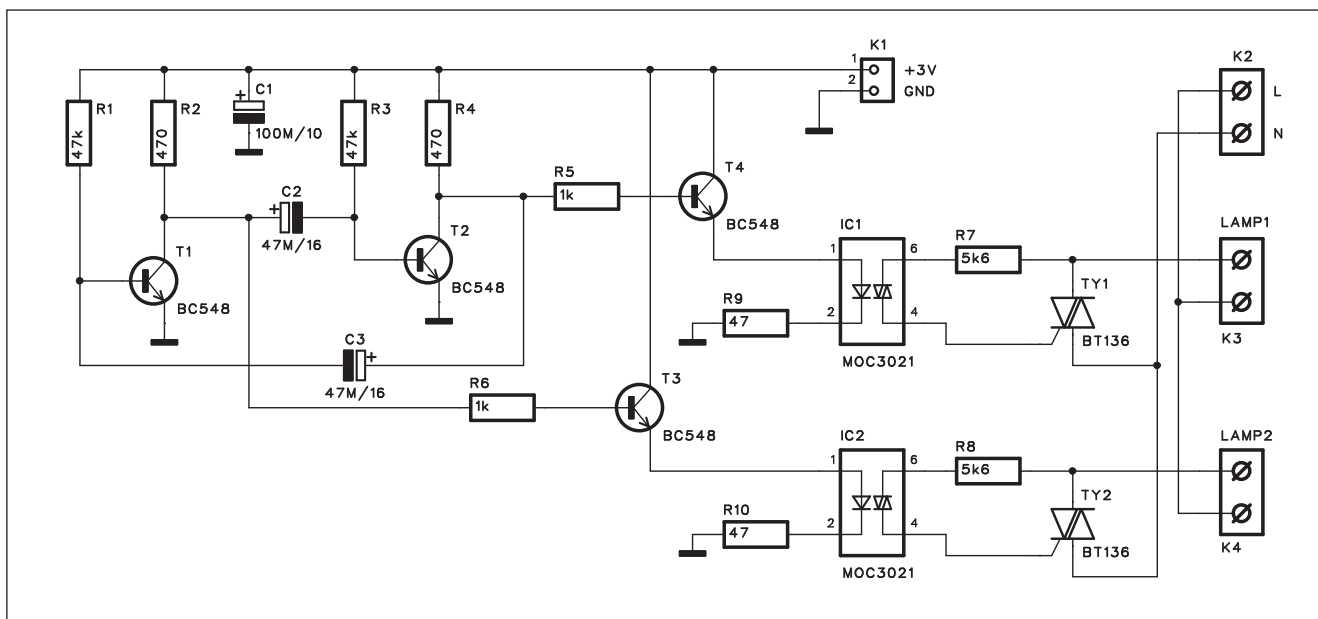 K1
1
+3V
2
GND
K2
L
N
R1
47k
R2
470
C1
+
100M/10
R3
47k
R4
470
T4
BC548
R5
1k
C2
+
47M/16
T2
BC548
T1
BC548
LAMP1
K3
IC1
1
6
2
4
MOC3021
R7
5k6
TY1
BT136
R9
47
C3
+
47M/16
R6
1k
T3
BC548
LAMP2
K4
IC2
1
6
2
4
MOC3021
R8
5k6
TY2
BT136
R10
47